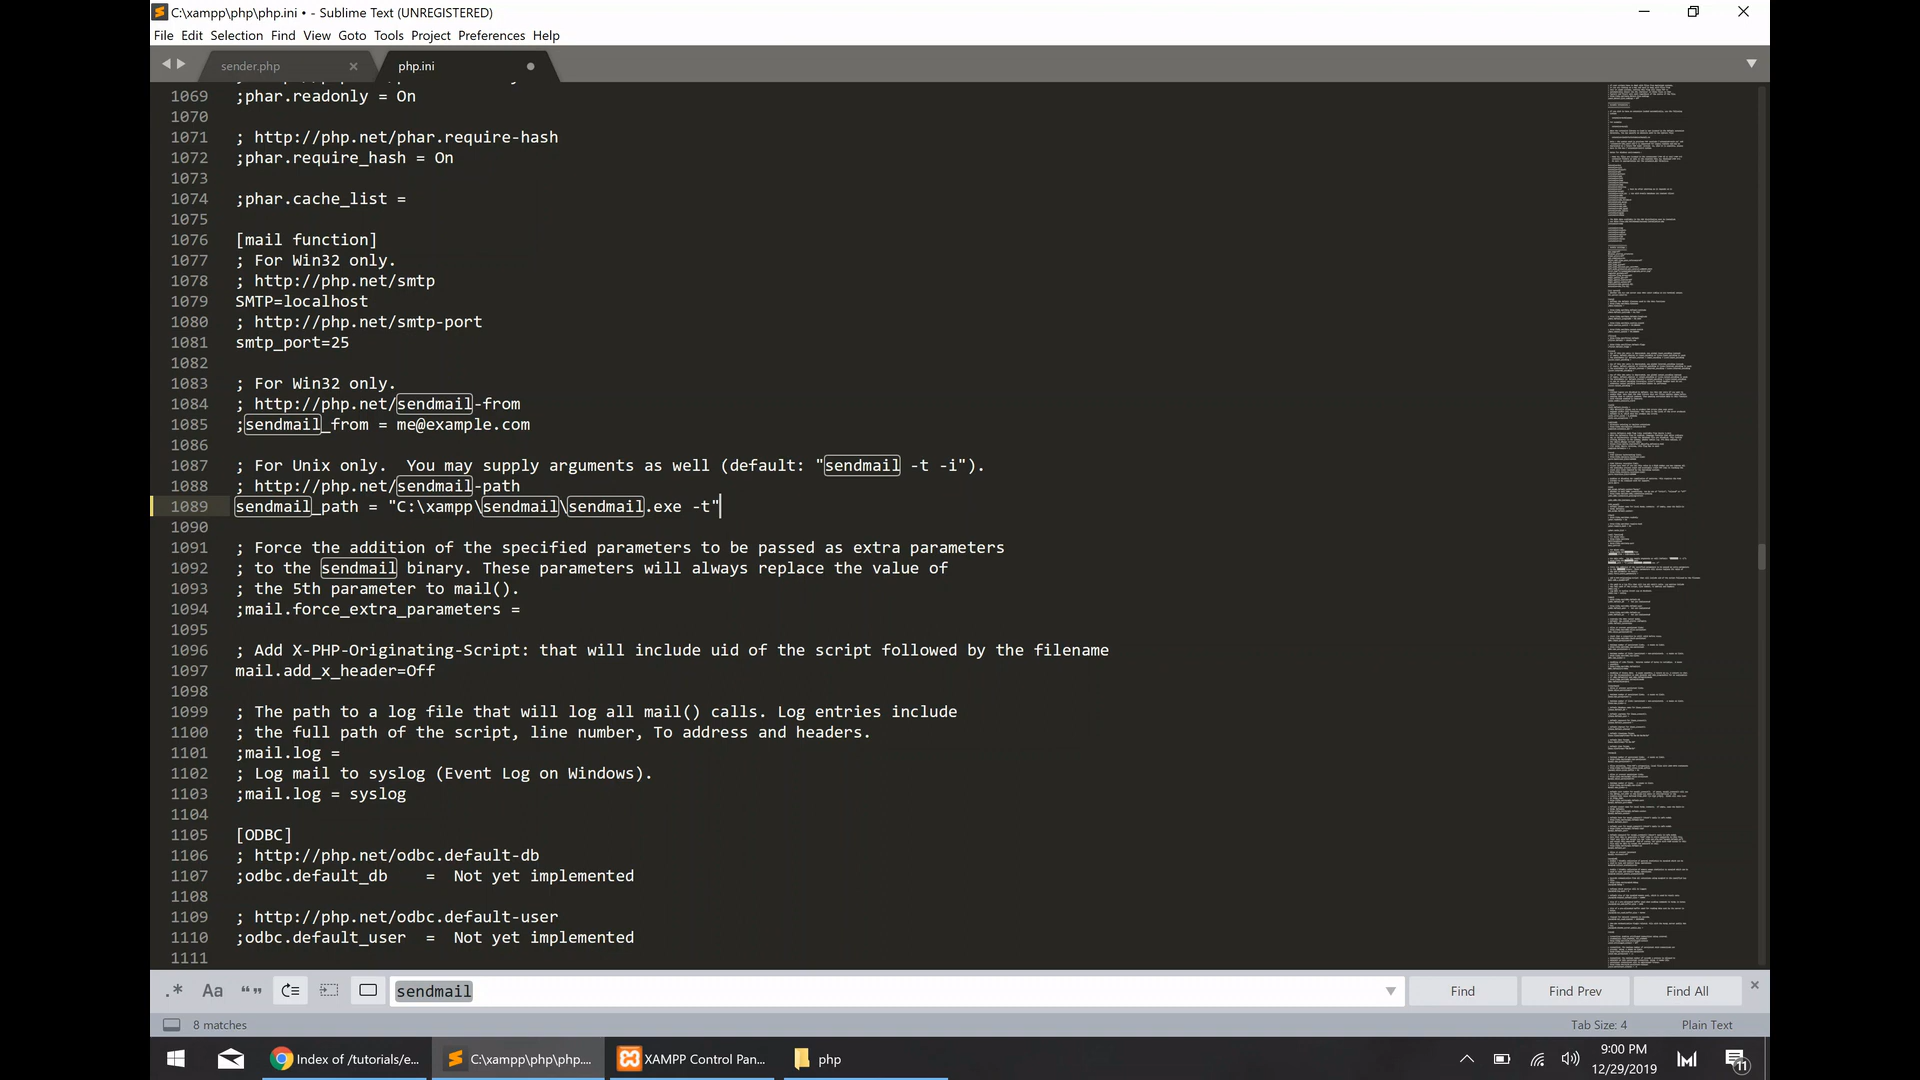 C:\xampp\php\php.ini • - Sublime Text (UNREGISTERED)
File Edit Selection Find View Goto Tools Project Preferences Help
sender.php
php.ini
1069 ;phar.readonly = On
1070
1071 ; http://php.net/phar.require-hash
1072 ;phar.require_hash = On
1073
1074 ;phar.cache_list =
1075
1076 [mail function]
1077 ; For Win32 only.
1078 ; http://php.net/smtp
1079 SMTP=localhost
1080 ; http://php.net/smtp-port
1081 smtp_port=25
1082
1083 ; For Win32 only.
1084 ; http://php.net/sendmail-from
1085 ;sendmail_from = me@example.com
1086
1087 ; For Unix only.  You may supply arguments as well (default: "sendmail -t -i").
1088 ; http://php.net/sendmail-path
1089 sendmail_path = "C:\xampp\sendmail\sendmail.exe -t"
1090
1091 ; Force the addition of the specified parameters to be passed as extra parameters
1092 ; to the sendmail binary. These parameters will always replace the value of
1093 ; the 5th parameter to mail().
1094 ;mail.force_extra_parameters =
1095
1096 ; Add X-PHP-Originating-Script: that will include uid of the script followed by the filename
1097 mail.add_x_header=Off
1098
1099 ; The path to a log file that will log all mail() calls. Log entries include
1100 ; the full path of the script, line number, To address and headers.
1101 ;mail.log =
1102 ; Log mail to syslog (Event Log on Windows).
1103 ;mail.log = syslog
1104
1105 [ODBC]
1106 ; http://php.net/odbc.default-db
1107 ;odbc.default_db    =  Not yet implemented
1108
1109 ; http://php.net/odbc.default-user
1110 ;odbc.default_user  =  Not yet implemented
1111
.* Aa “” sendmail Find Find Prev Find All
8 matches Tab Size: 4 Plain Text
Index of /tutorials/e... C:\xampp\php\php.... XAMPP Control Pan... php 9:00 PM
12/29/2019 11